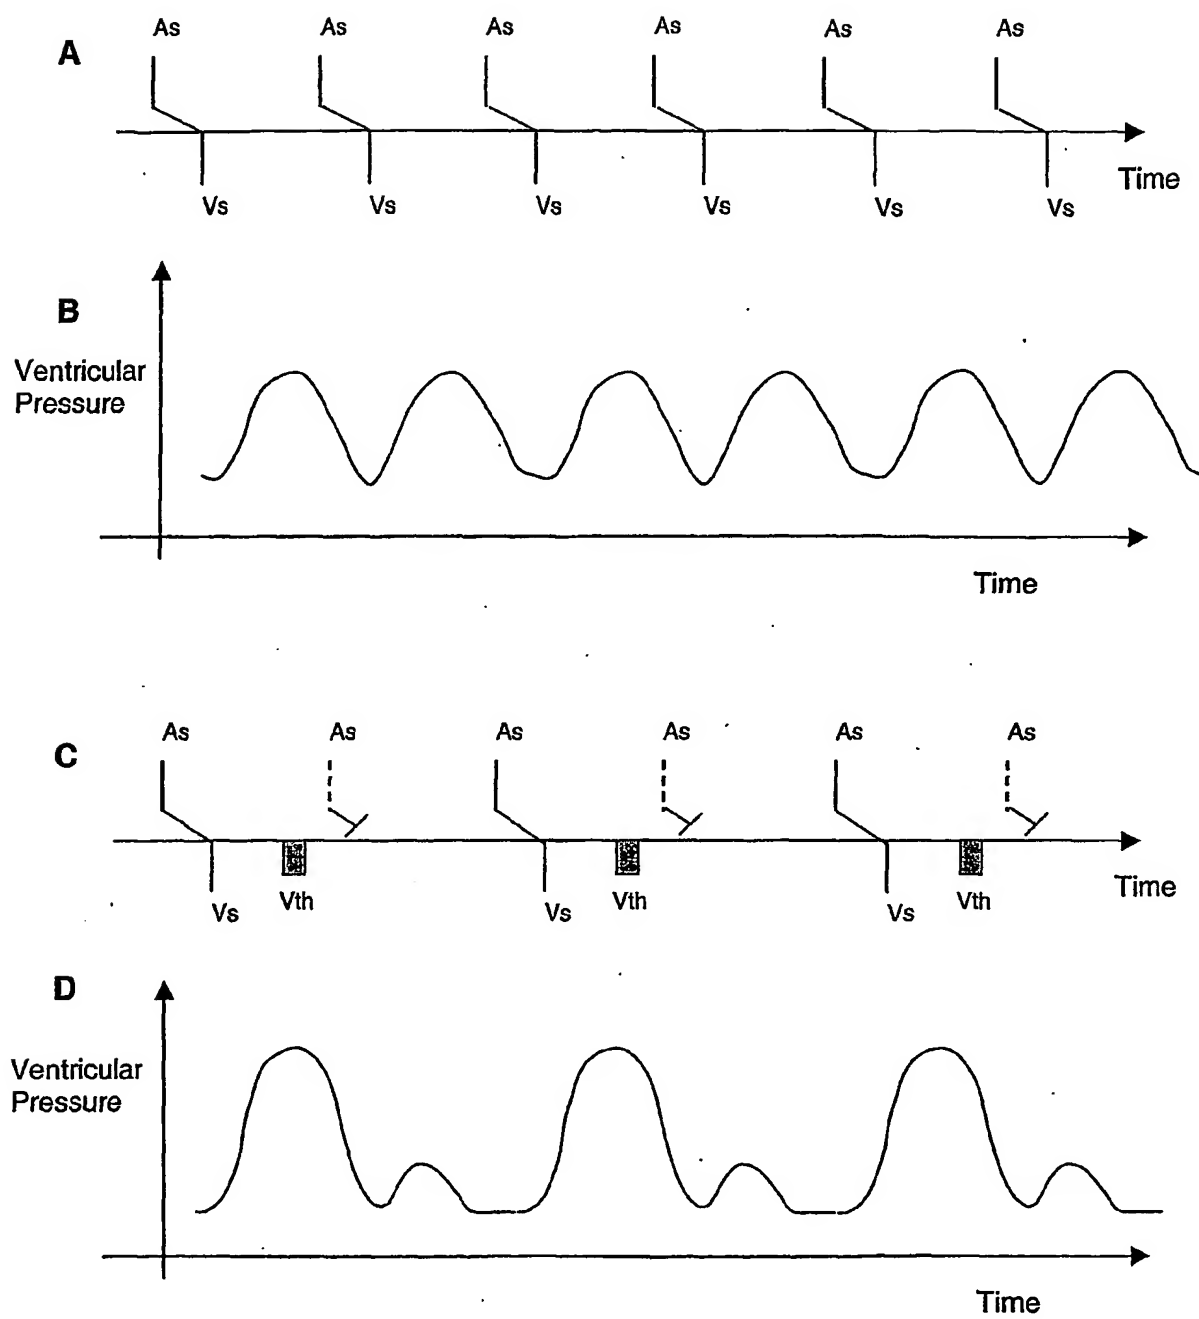 A
As As As As As As
Time
Vs Vs Vs Vs Vs Vs
B
Ventricular
Pressure
Time
C
As As As As As As
Time
Vs Vth Vs Vth Vs Vth
D
Ventricular
Pressure
Time